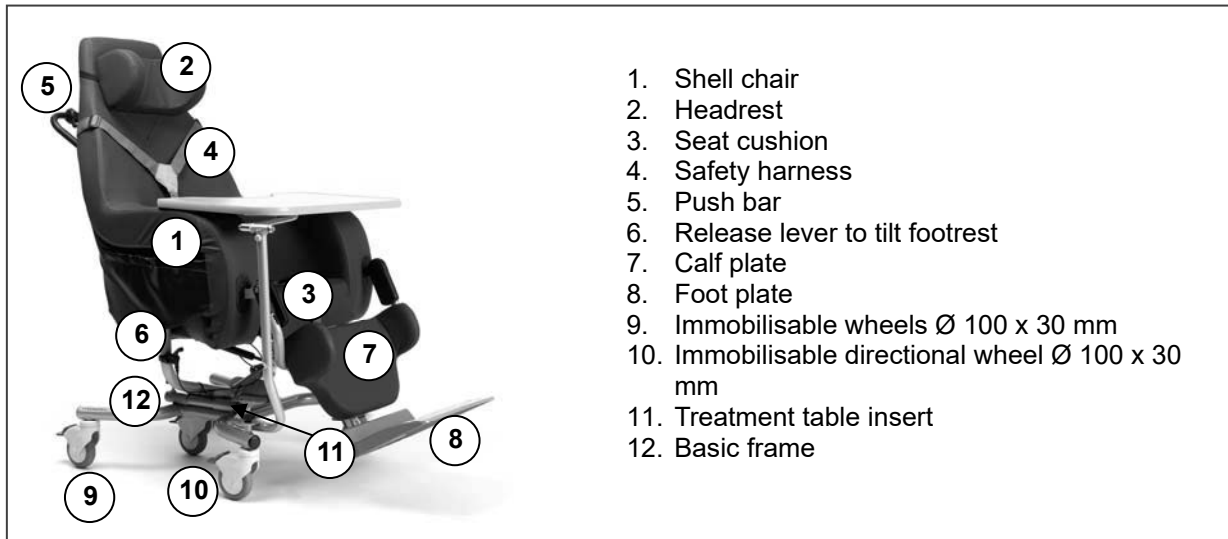 2
5
4
1
3
6
7
12
11
8
9
10
1. Shell chair
2. Headrest
3. Seat cushion
4. Safety harness
5. Push bar
6. Release lever to tilt footrest
7. Calf plate
8. Foot plate
9. Immobilisable wheels Ø 100 x 30 mm
10. Immobilisable directional wheel Ø 100 x 30
mm
11. Treatment table insert
12. Basic frame